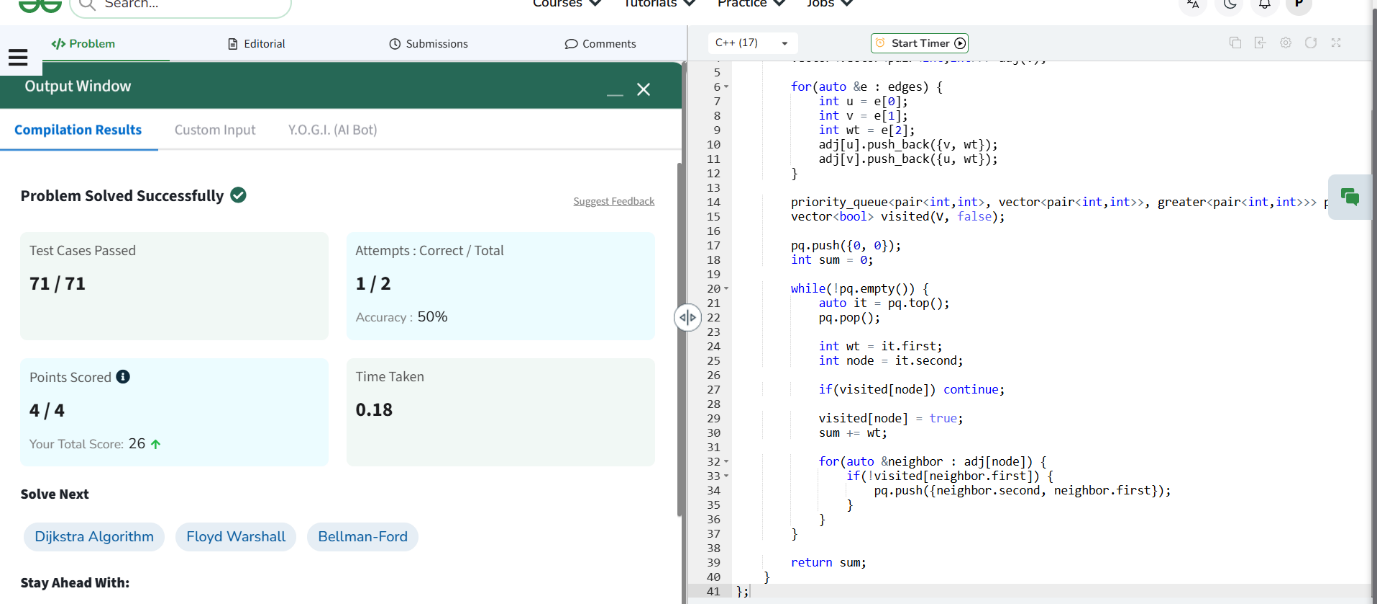 Search...
Courses
Tutorials
Practice
Jobs
P
Problem
Editorial
Submissions
Comments
C++ (17)
Start Timer
Output Window
Compilation Results
Custom Input
Y.O.G.I. (AI Bot)
Problem Solved Successfully
Suggest Feedback
Test Cases Passed
71 / 71
Attempts : Correct / Total
1 / 2
Accuracy : 50%
Points Scored
4 / 4
Your Total Score: 26
Time Taken
0.18
Solve Next
Dijkstra Algorithm
Floyd Warshall
Bellman-Ford
Stay Ahead With:
5
6 for(auto &e : edges) {
7 int u = e[0];
8 int v = e[1];
9 int wt = e[2];
10 adj[u].push_back({v, wt});
11 adj[v].push_back({u, wt});
12 }
13
14 priority_queue<pair<int,int>, vector<pair<int,int>>, greater<pair<int,int>>>
15 vector<bool> visited(V, false);
16
17 pq.push({0, 0});
18 int sum = 0;
19
20 while(!pq.empty()) {
21 auto it = pq.top();
22 pq.pop();
23
24 int wt = it.first;
25 int node = it.second;
26
27 if(visited[node]) continue;
28
29 visited[node] = true;
30 sum += wt;
31
32 for(auto &neighbor : adj[node]) {
33 if(!visited[neighbor.first]) {
34 pq.push({neighbor.second, neighbor.first});
35 }
36 }
37 }
38
39 return sum;
40 }
41 };